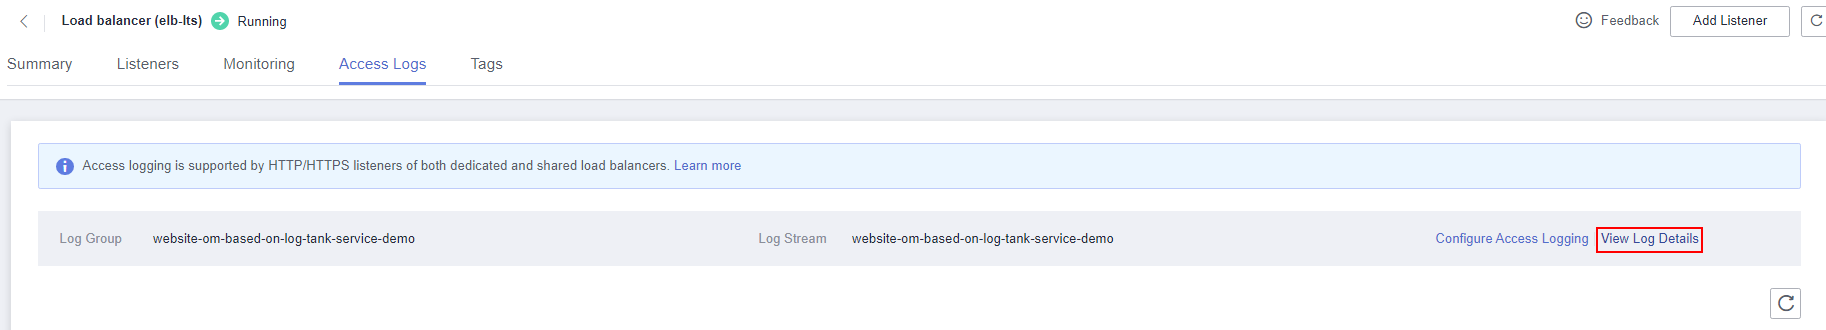 Load balancer (elb-lts) Running Feedback Add Listener
Summary Listeners Monitoring Access Logs Tags
Access logging is supported by HTTP/HTTPS listeners of both dedicated and shared load balancers. Learn more
Log Group website-om-based-on-log-tank-service-demo Log Stream website-om-based-on-log-tank-service-demo Configure Access Logging View Log Details